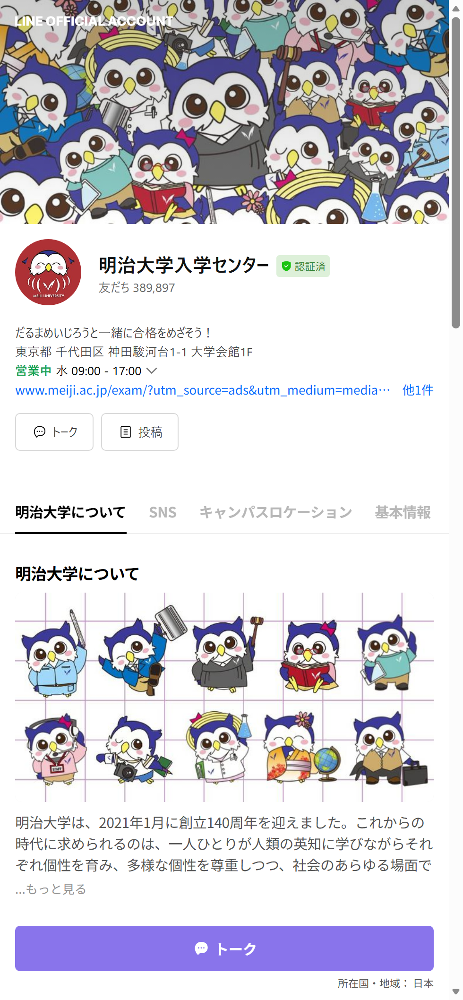 LINE OFFICIAL ACCOUNT
明治大学入学センター 認証済
友だち 389,897
MEIJI UNIVERSITY
だるまめいじろうと一緒に合格をめざそう！
東京都 千代田区 神田駿河台1-1 大学会館1F
営業中 水 09:00 - 17:00
www.meiji.ac.jp/exam/?utm_source=ads&utm_medium=media… 他1件
トーク 投稿
明治大学について SNS キャンパスロケーション 基本情報
明治大学について
STAFF
明治大学は、2021年1月に創立140周年を迎えました。これからの
時代に求められるのは、一人ひとりが人類の英知に学びながらそれ
ぞれ個性を育み、多様な個性を尊重しつつ、社会のあらゆる場面で
...もっと見る
トーク
所在国・地域： 日本